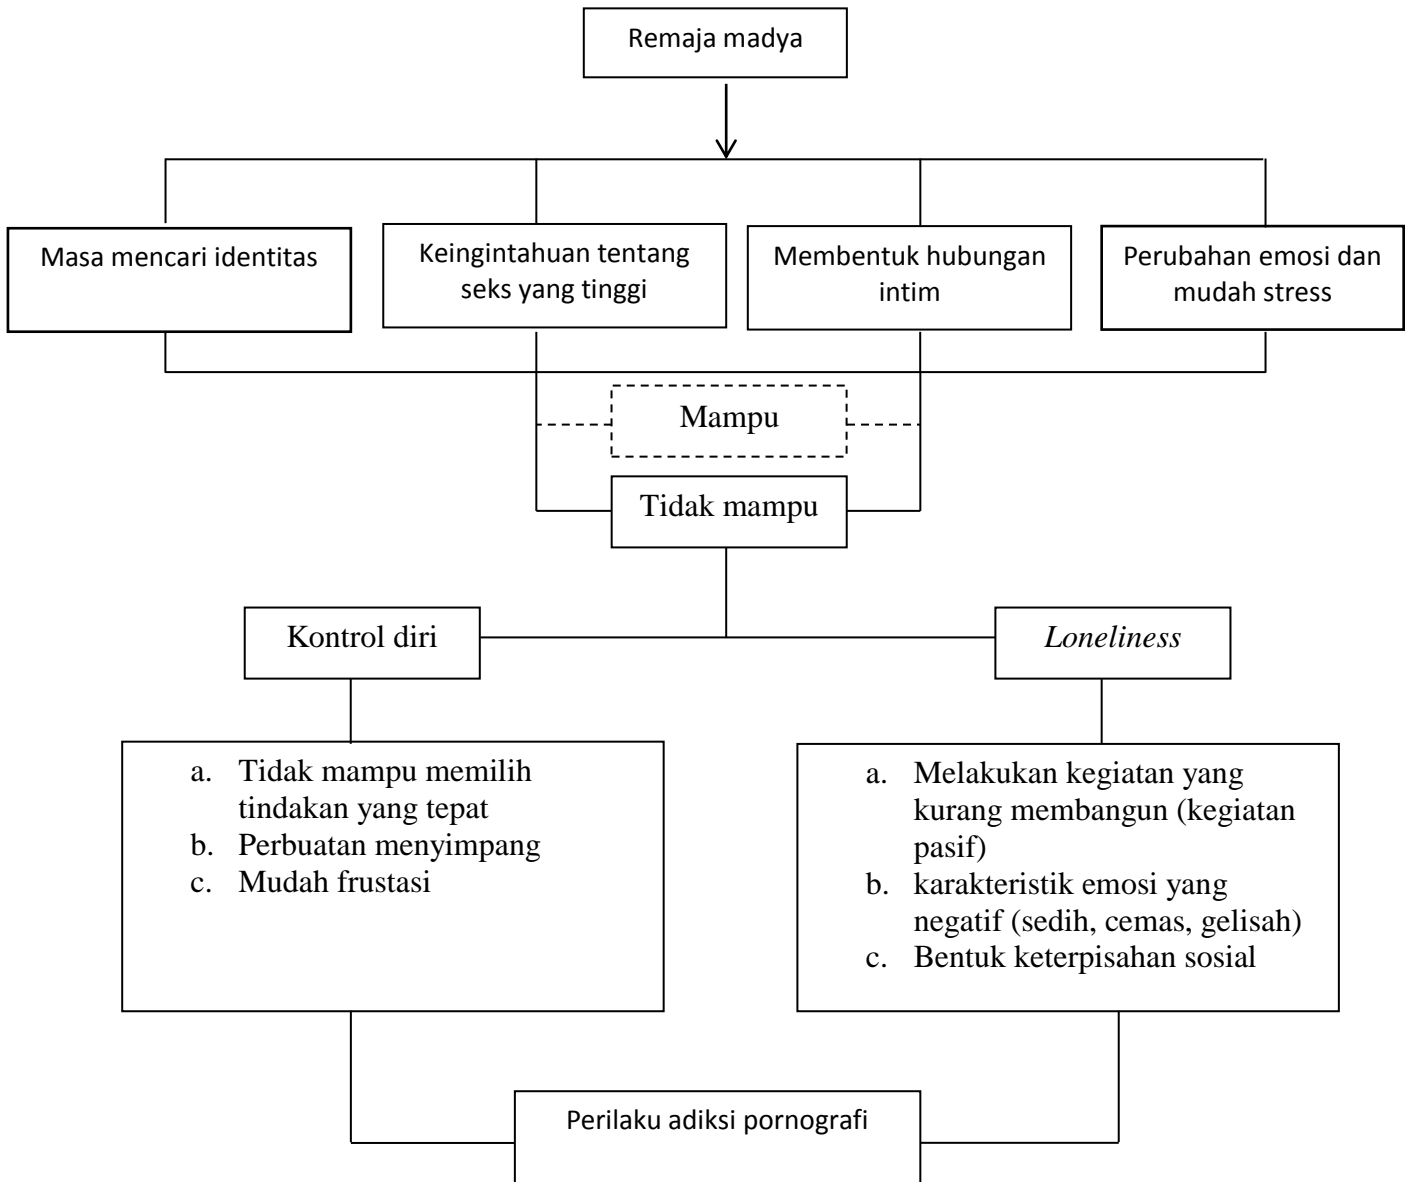 Remaja madya
Masa mencari identitas
Keingintahuan tentang
seks yang tinggi
Membentuk hubungan
intim
Perubahan emosi dan
mudah stress
Mampu
Tidak mampu
Kontrol diri
Loneliness
a. Tidak mampu memilih
tindakan yang tepat
b. Perbuatan menyimpang
c. Mudah frustasi
a. Melakukan kegiatan yang
kurang membangun (kegiatan
pasif)
b. karakteristik emosi yang
negatif (sedih, cemas, gelisah)
c. Bentuk keterpisahan sosial
Perilaku adiksi pornografi